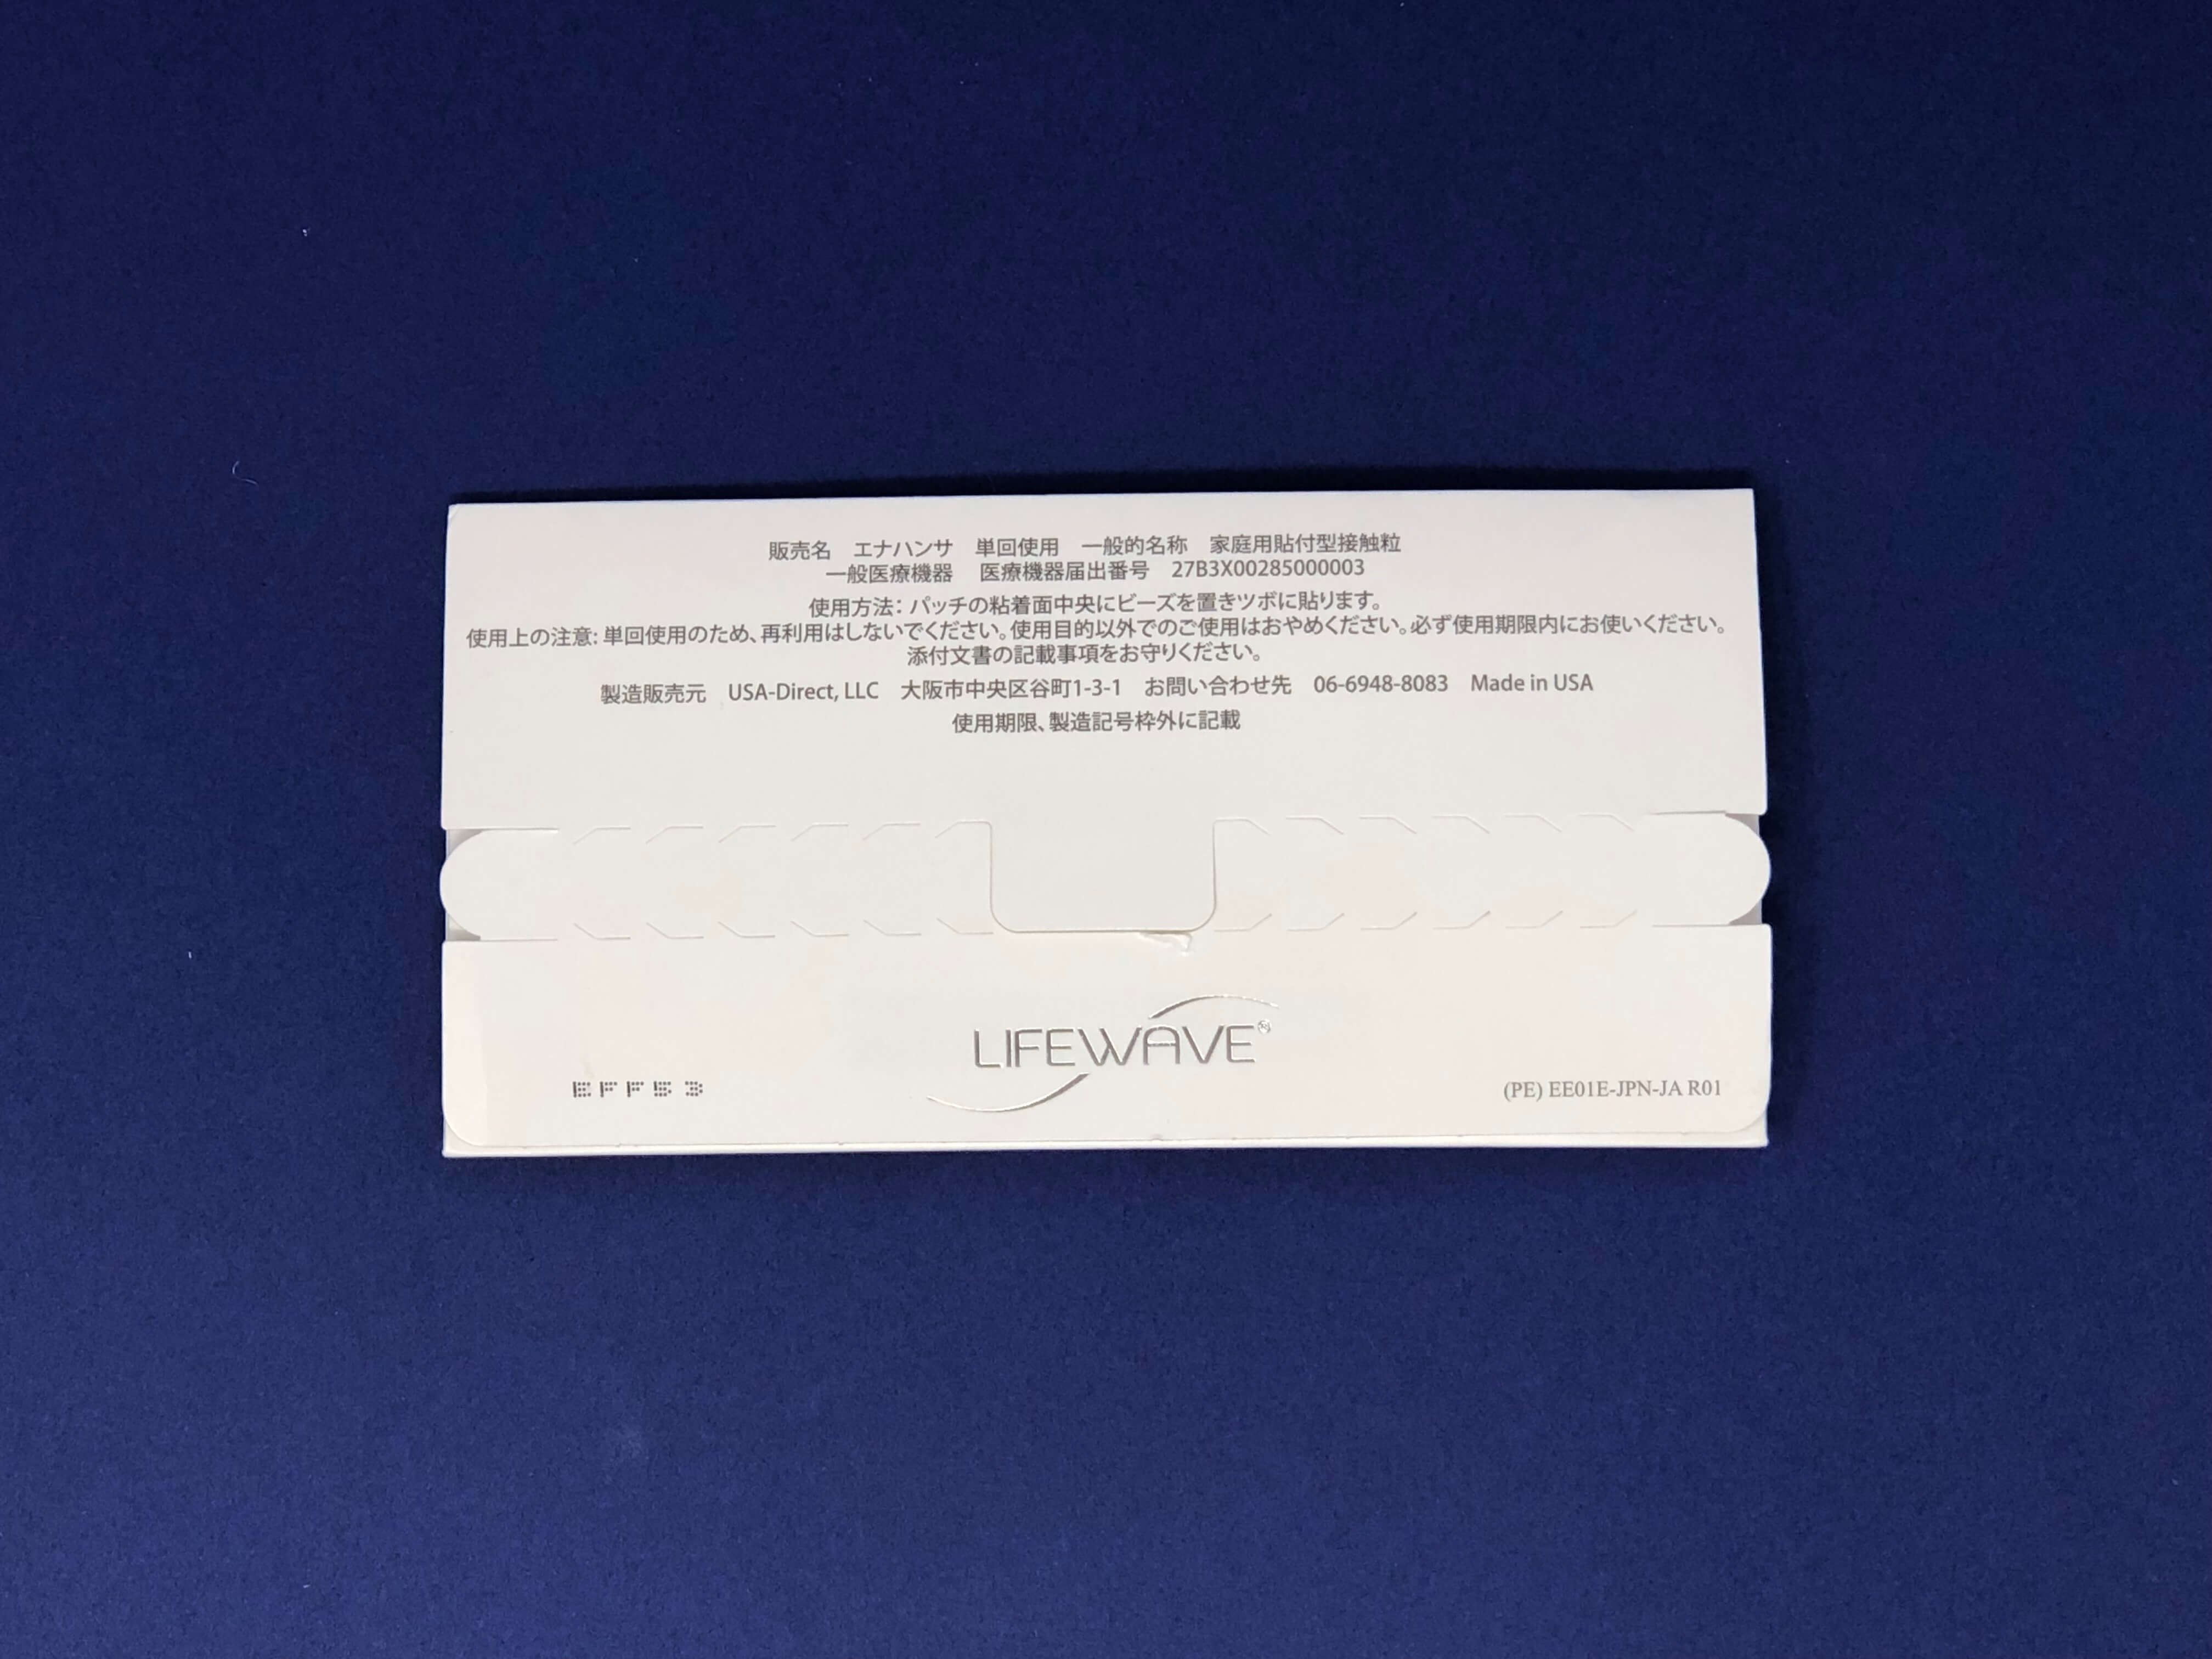 販売名　エナハンサ　単回使用　一般的名称　家庭用貼付型接触粒
一般医療機器　医療機器届出番号　27B3X00285000003
使用方法：パッチの粘着面中央にビーズを置きツボに貼ります。
使用上の注意: 単回使用のため、再利用はしないでください。使用目的以外でのご使用はおやめください。必ず使用期限内にお使いください。
添付文書の記載事項をお守りください。
製造販売元　USA-Direct, LLC　大阪市中央区谷町1-3-1　お問い合わせ先　06-6948-8083　Made in USA
使用期限、製造記号枠外に記載
LIFEWAVE®
EFF53
(PE) EE01E-JPN-JA R01